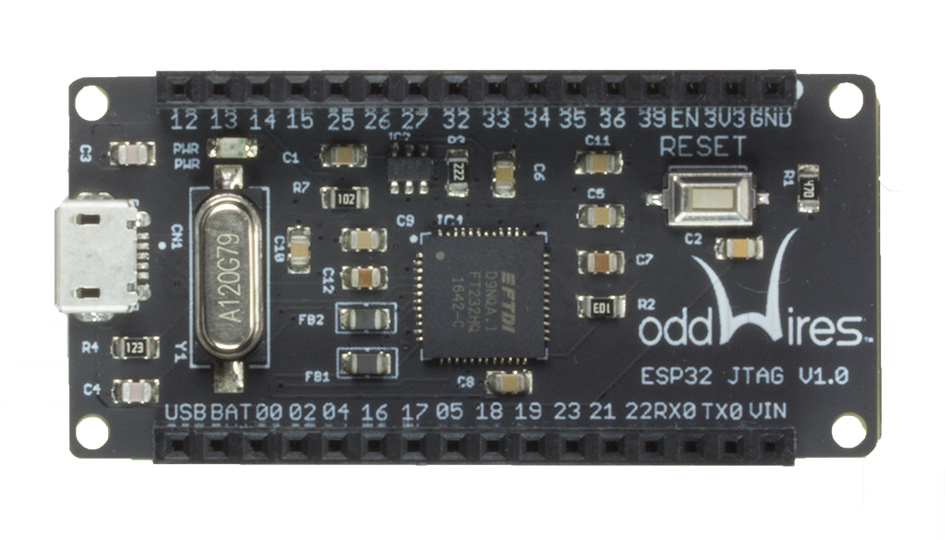 12 13 14 15 25 26 27 32 33 34 35 36 39 EN 3V3 GND
C3
PWR
PWR
C1
IC2
R3
C11
RESET
222
C6
R1
470
R7
102
C5
C9
IC1
CN1
C10
C2
A120G79
FTDI
D9N0A.1
FT232HQ
1642-C
C7
C12
R2
FB2
oddWires™
R4
123
Y1
FB1
ESP32 JTAG V1.0
C4
C8
USB BAT 00 02 04 16 17 05 18 19 23 21 22 RX0 TX0 VIN